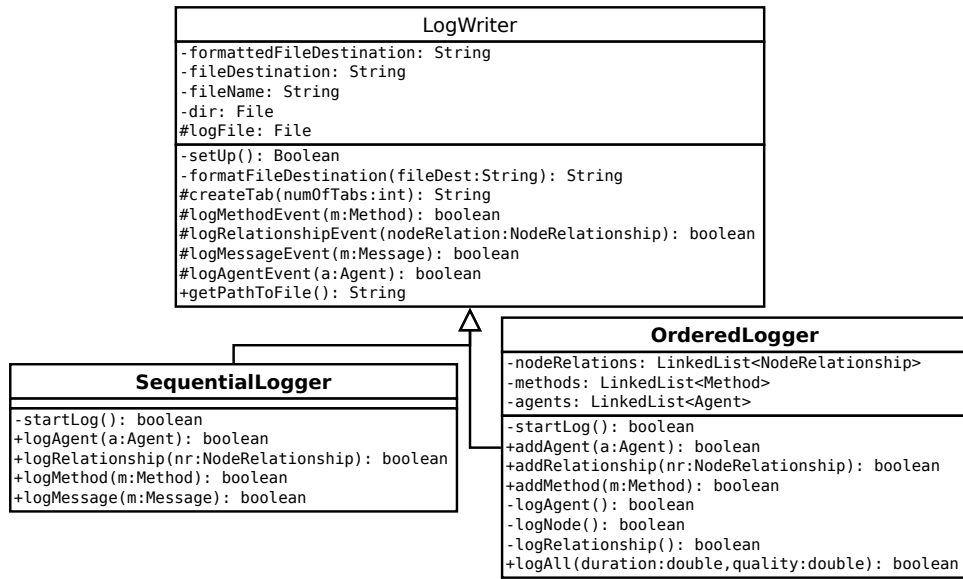 LogWriter
-formattedFileDestination: String
-fileDestination: String
-fileName: String
-dir: File
#logFile: File
-setUp(): Boolean
-formatFileDestination(fileDest:String): String
#createTab(numOfTabs:int): String
#logMethodEvent(m:Method): boolean
#logRelationshipEvent(nodeRelation:NodeRelationship): boolean
#logMessageEvent(m:Message): boolean
#logAgentEvent(a:Agent): boolean
+getPathToFile(): String
SequentialLogger
-startLog(): boolean
+logAgent(a:Agent): boolean
+logRelationship(nr:NodeRelationship): boolean
+logMethod(m:Method): boolean
+logMessage(m:Message): boolean
OrderedLogger
-nodeRelations: LinkedList<NodeRelationship>
-methods: LinkedList<Method>
-agents: LinkedList<Agent>
-startLog(): boolean
+addAgent(a:Agent): boolean
+addRelationship(nr:NodeRelationship): boolean
+addMethod(m:Method): boolean
-logAgent(): boolean
-logNode(): boolean
-logRelationship(): boolean
+logAll(duration:double,quality:double): boolean